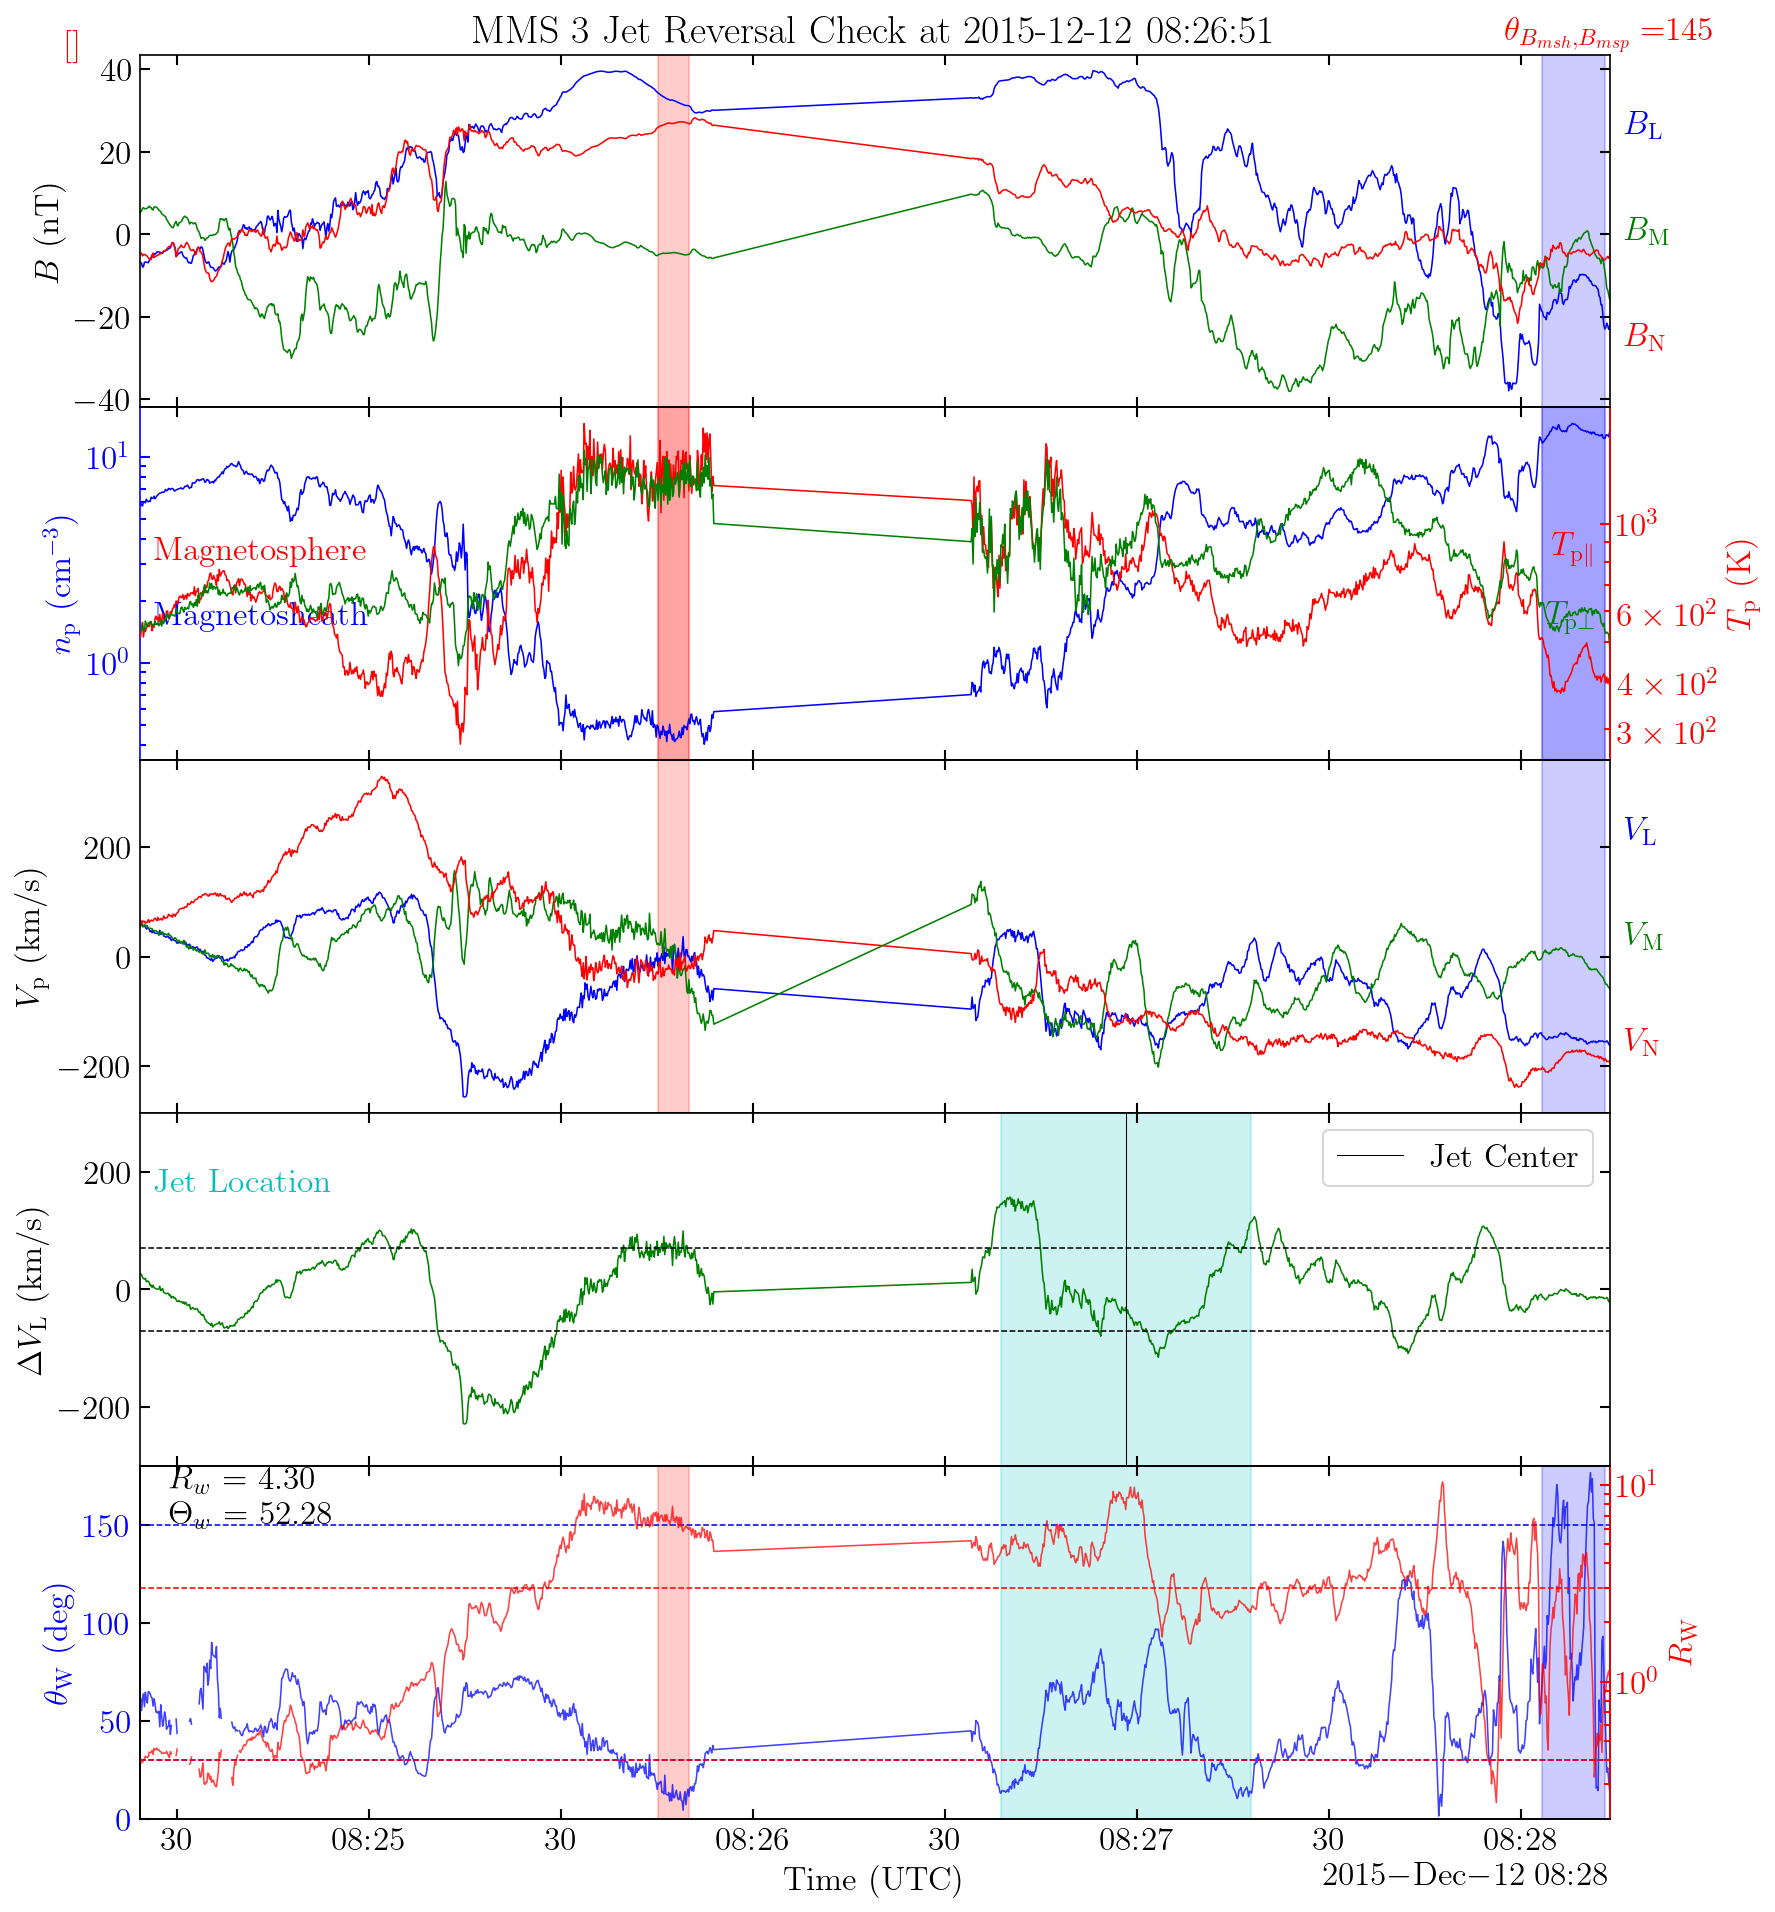 MMS 3 Jet Reversal Check at 2015-12-12 08:26:51
θ_{B_{msh},B_{msp}} =145
40
20
0
−20
−40
B (nT)
B_L
B_M
B_N
10^1
10^0
n_p (cm^{−3})
Magnetosphere
Magnetosheath
T_{p∥}
T_{p⊥}
10^3
6 × 10^2
4 × 10^2
3 × 10^2
T_p (K)
200
0
−200
V_p (km/s)
V_L
V_M
V_N
200
0
−200
ΔV_L (km/s)
Jet Location
Jet Center
R_w = 4.30
Θ_w = 52.28
150
100
50
0
θ_W (deg)
10^1
10^0
R_W
30 08:25 30 08:26 30 08:27 30 08:28
Time (UTC)
2015−Dec−12 08:28